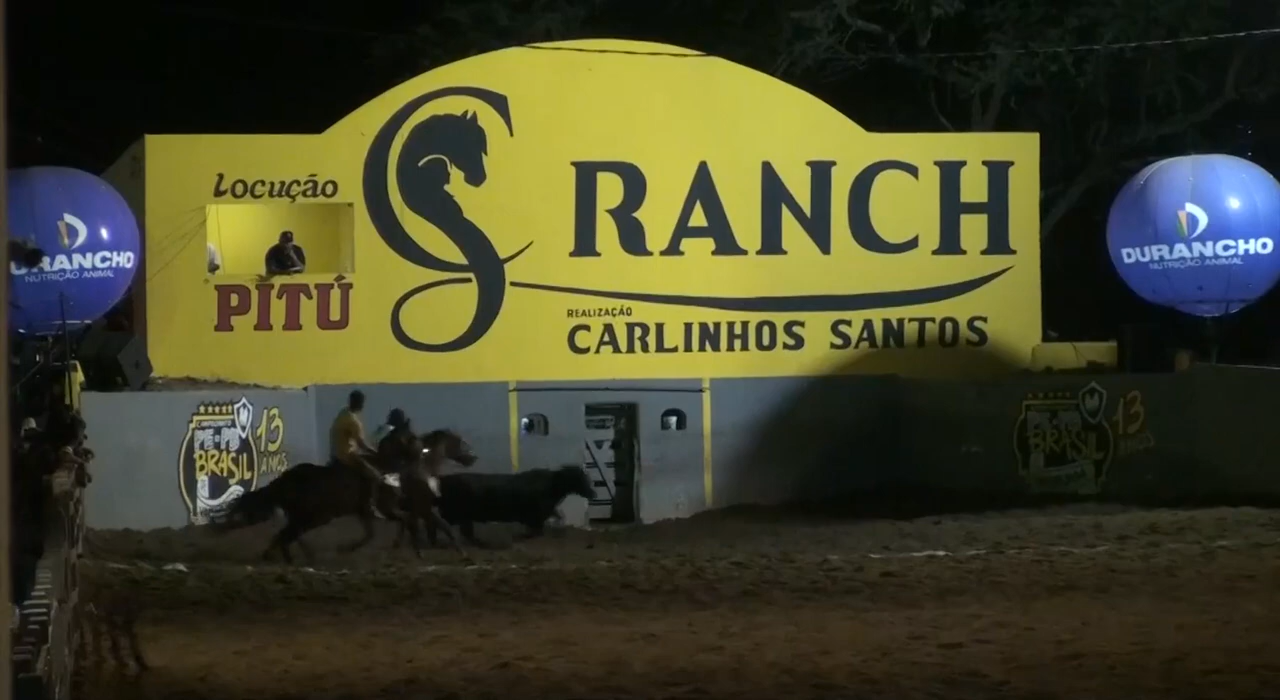 Locução
PITÚ
S RANCH
REALIZAÇÃO
CARLINHOS SANTOS
DURANCHO
NUTRIÇÃO ANIMAL
DURANCHO
NUTRIÇÃO ANIMAL
CAMPEONATO
PE-PB
BRASIL
13
ANOS
BRASIL
13